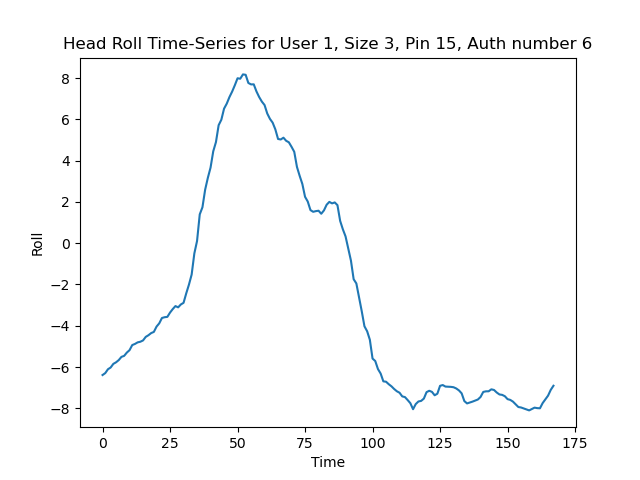 Head Roll Time-Series for User 1, Size 3, Pin 15, Auth number 6
8
6
4
2
0
−2
−4
−6
−8
Roll
0 25 50 75 100 125 150 175
Time